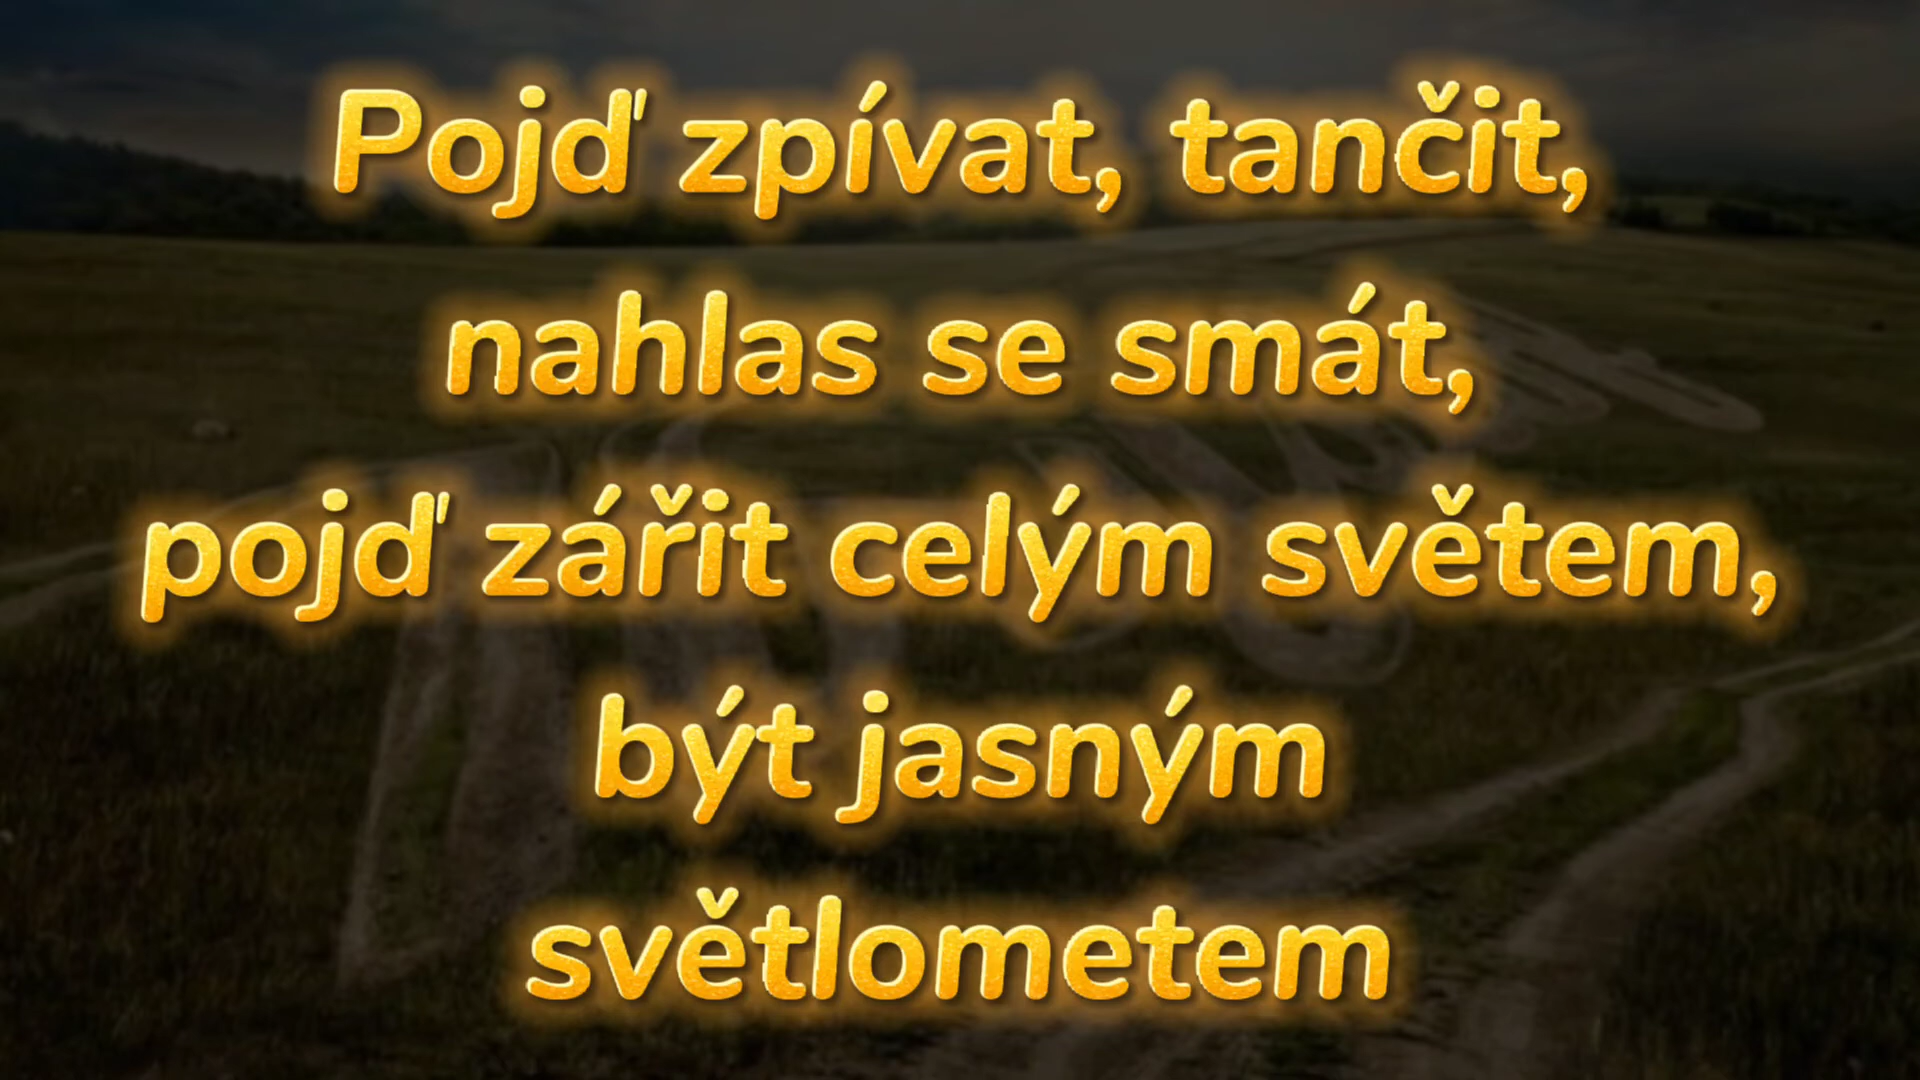 Pojď zpívat, tančit,
nahlas se smát,
pojď zářit celým světem,
být jasným
světlometem